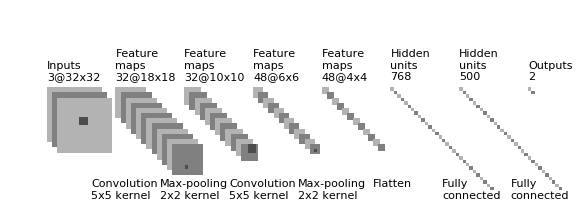 Inputs
3@32x32
Feature
maps
32@18x18
Feature
maps
32@10x10
Feature
maps
48@6x6
Feature
maps
48@4x4
Hidden
units
768
Hidden
units
500
Outputs
2
Convolution
5x5 kernel
Max-pooling
2x2 kernel
Convolution
5x5 kernel
Max-pooling
2x2 kernel
Flatten
Fully
connected
Fully
connected